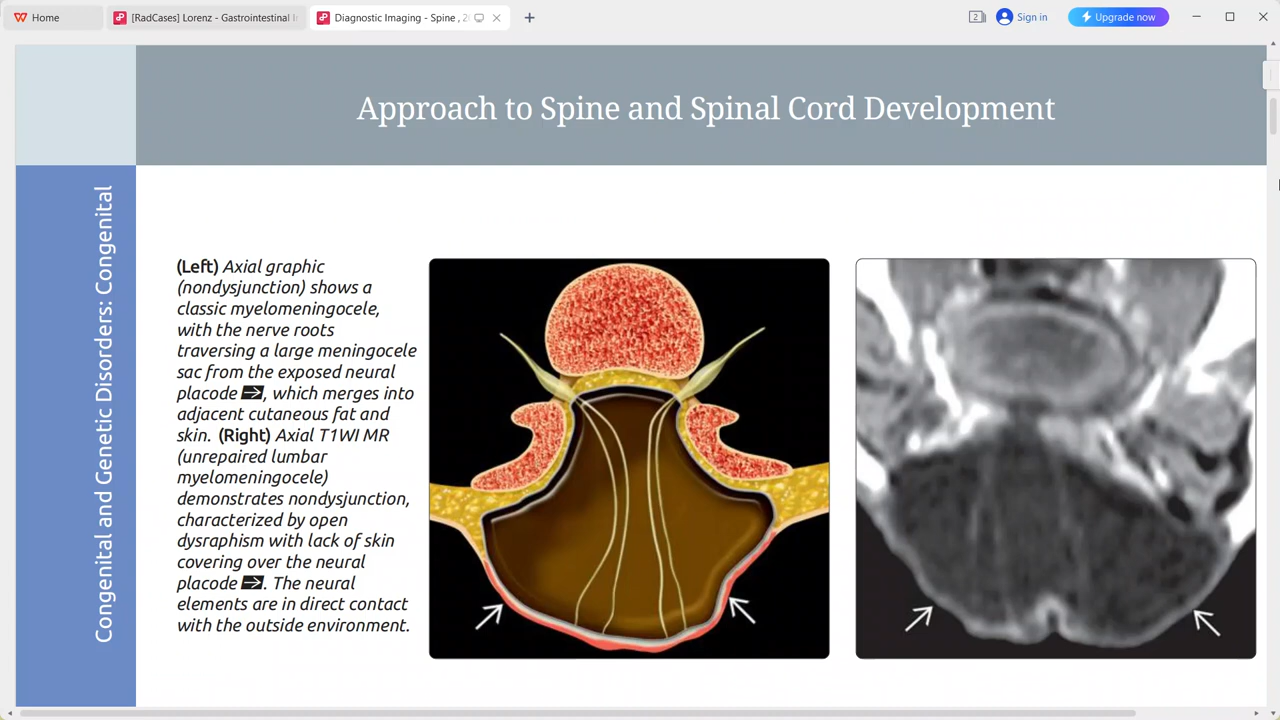 Home
[RadCases] Lorenz - Gastrointestinal I
Diagnostic Imaging - Spine , 2
2
Sign in
Upgrade now
Approach to Spine and Spinal Cord Development
Congenital and Genetic Disorders: Congenital
(Left) Axial graphic
(nondysjunction) shows a
classic myelomeningocele,
with the nerve roots
traversing a large meningocele
sac from the exposed neural
placode ➡, which merges into
adjacent cutaneous fat and
skin. (Right) Axial T1WI MR
(unrepaired lumbar
myelomeningocele)
demonstrates nondysjunction,
characterized by open
dysraphism with lack of skin
covering over the neural
placode ➡. The neural
elements are in direct contact
with the outside environment.